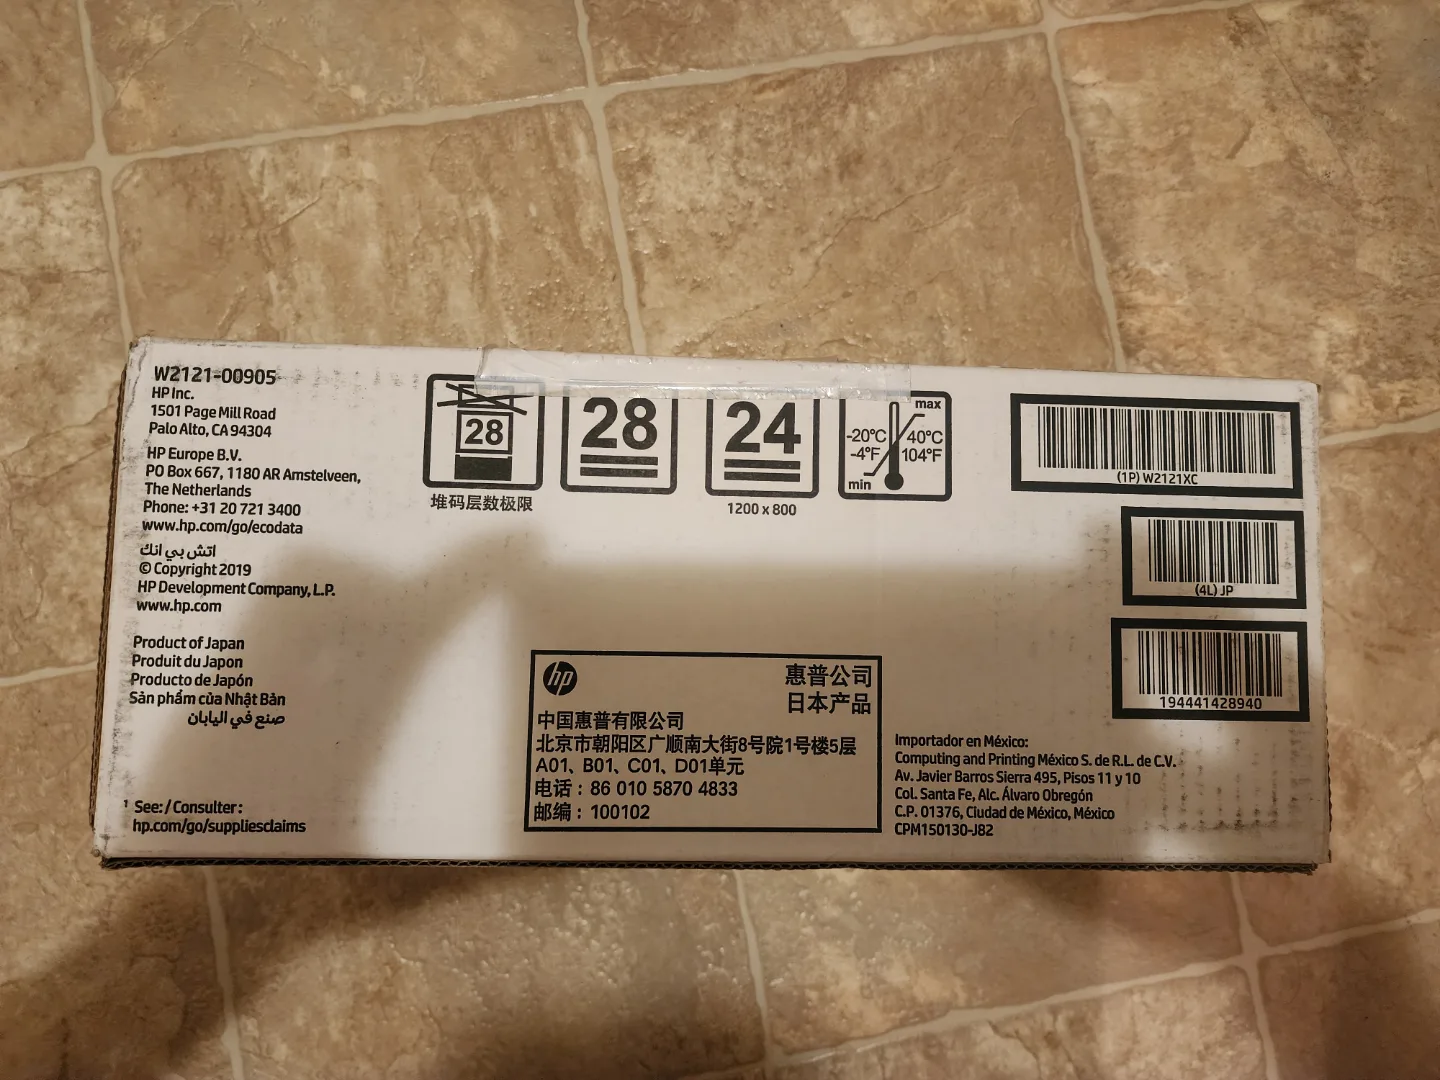 W2121-00905
HP Inc.
1501 Page Mill Road
Palo Alto, CA 94304
HP Europe B.V.
PO Box 667, 1180 AR Amstelveen,
The Netherlands
Phone: +31 20 721 3400
www.hp.com/go/ecodata
اتش بي انك
© Copyright 2019
HP Development Company, L.P.
www.hp.com
Product of Japan
Produit du Japon
Producto de Japón
Sản phẩm của Nhật Bản
صنع في اليابان
¹ See: / Consulter:
hp.com/go/suppliesclaims
28
堆码层数极限
28
24
1200 x 800
max
-20°C 40°C
-4°F 104°F
min
(1P) W2121XC
(4L) JP
194441428940
hp
惠普公司
日本产品
中国惠普有限公司
北京市朝阳区广顺南大街8号院1号楼5层
A01、B01、C01、D01单元
电话：86 010 5870 4833
邮编：100102
Importador en México:
Computing and Printing México S. de R.L. de C.V.
Av. Javier Barros Sierra 495, Pisos 11 y 10
Col. Santa Fe, Alc. Álvaro Obregón
C.P. 01376, Ciudad de México, México
CPM150130-J82